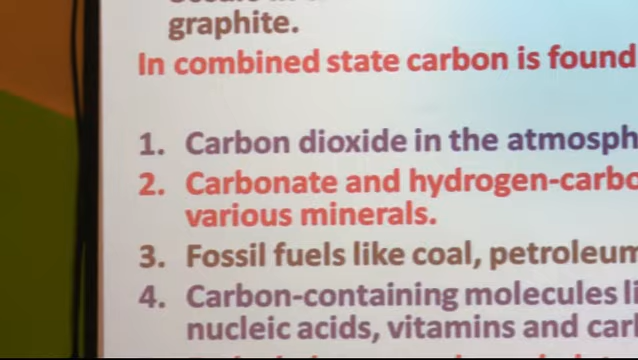 graphite.
In combined state carbon is found
1. Carbon dioxide in the
2. Carbonate and
various minerals.
3. Fossil fuels like coal, petroleum
4. Carbon-containing molecules
nucleic acids, vitamins and